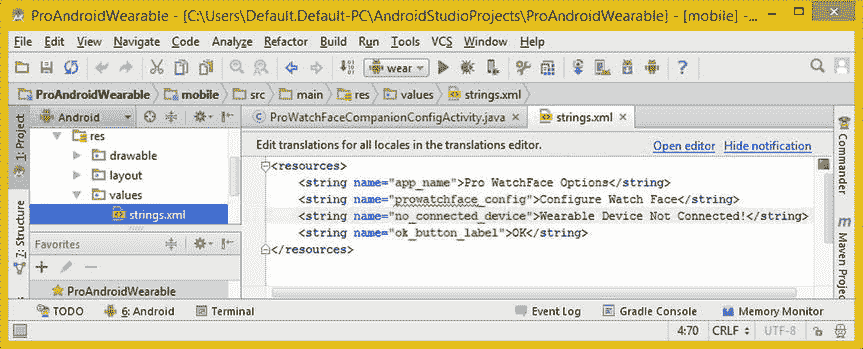 ProAndroidWearable - [C:\Users\Default.Default-PC\AndroidStudioProjects\ProAndroidWearable] - [mobile] - ...
File Edit View Navigate Code Analyze Refactor Build Run Tools VCS Window Help
wear
ProAndroidWearable mobile src main res values strings.xml
1: Project
7: Structure
Android
res
drawable
layout
values
strings.xml
Favorites
ProAndroidWearable
ProWatchFaceCompanionConfigActivity.java strings.xml
Edit translations for all locales in the translations editor. Open editor Hide notification
<resources>
<string name="app_name">Pro WatchFace Options</string>
<string name="prowatchface_config">Configure Watch Face</string>
<string name="no_connected_device">Wearable Device Not Connected!</string>
<string name="ok_button_label">OK</string>
</resources>
Commander
Maven Projec
TODO 6: Android Terminal Event Log Gradle Console Memory Monitor
4:70 CRLF UTF-8